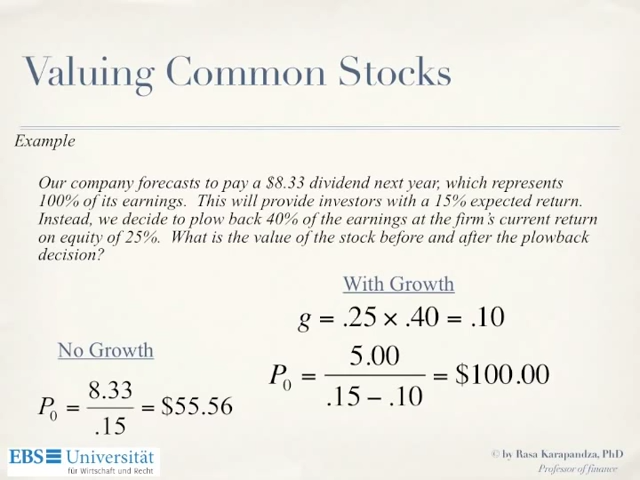 Valuing Common Stocks
Example
Our company forecasts to pay a $8.33 dividend next year, which represents
100% of its earnings. This will provide investors with a 15% expected return.
Instead, we decide to plow back 40% of the earnings at the firm's current return
on equity of 25%. What is the value of the stock before and after the plowback
decision?
No Growth
P₀ = 8.33 / .15 = $55.56
With Growth
g = .25 × .40 = .10
P₀ = 5.00 / .15 − .10 = $100.00
EBS Universität
für Wirtschaft und Recht
© by Rasa Karapandza, PhD
Professor of finance